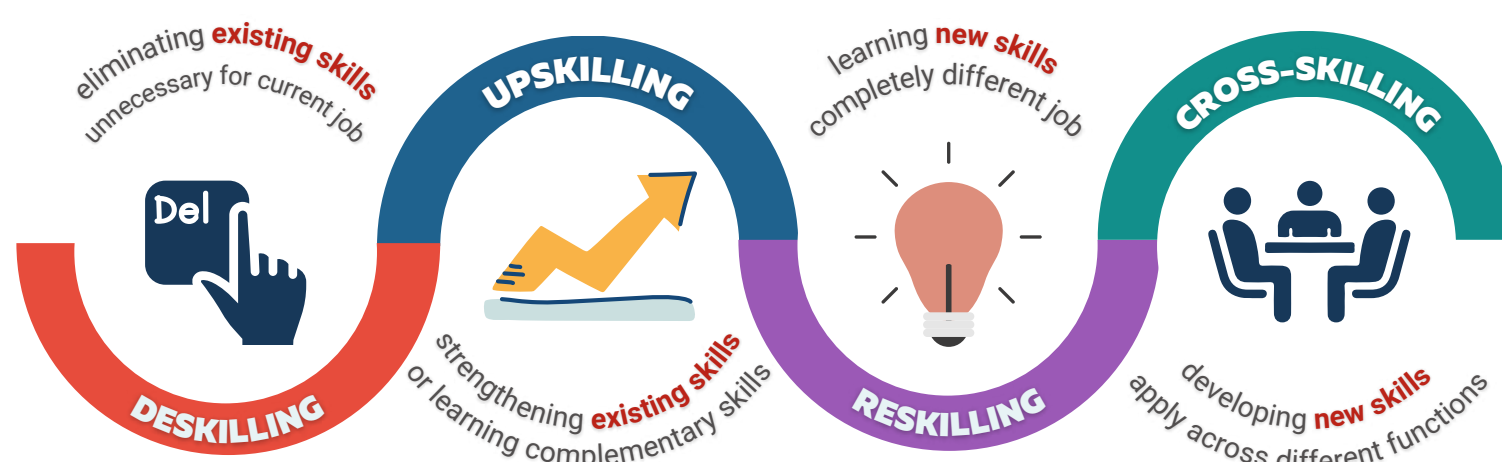 eliminating existing skills
unnecessary for current job
Del
DESKILLING
UPSKILLING
strengthening existing skills
or learning complementary skills
learning new skills
completely different job
RESKILLING
CROSS-SKILLING
developing new skills
apply across different functions